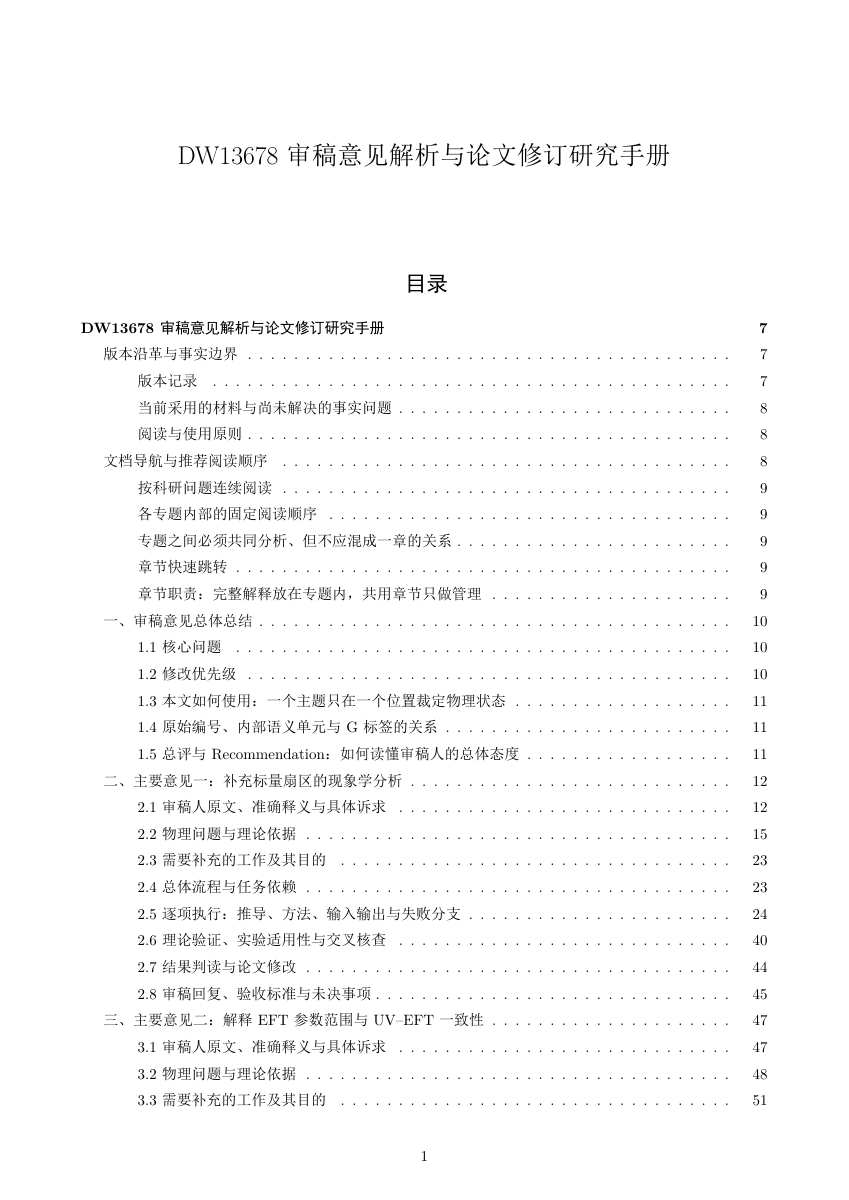 DW13678 审稿意见解析与论文修订研究手册
目录
DW13678 审稿意见解析与论文修订研究手册 7
版本沿革与事实边界 . . . . . . . . . . . . . . . . . . . . 7
版本记录 . . . . . . . . . . . . . . . . . . . . 7
当前采用的材料与尚未解决的事实问题 . . . . . . . . . . . . . . . . . . . . 8
阅读与使用原则 . . . . . . . . . . . . . . . . . . . . 8
文档导航与推荐阅读顺序 . . . . . . . . . . . . . . . . . . . . 8
按科研问题连续阅读 . . . . . . . . . . . . . . . . . . . . 9
各专题内部的固定阅读顺序 . . . . . . . . . . . . . . . . . . . . 9
专题之间必须共同分析、但不应混成一章的关系 . . . . . . . . . . . . . . . . . . . . 9
章节快速跳转 . . . . . . . . . . . . . . . . . . . . 9
章节职责：完整解释放在专题内，共用章节只做管理 . . . . . . . . . . . . . . . . . . . . 9
一、审稿意见总体总结 . . . . . . . . . . . . . . . . . . . . 10
1.1 核心问题 . . . . . . . . . . . . . . . . . . . . 10
1.2 修改优先级 . . . . . . . . . . . . . . . . . . . . 10
1.3 本文如何使用：一个主题只在一个位置裁定物理状态 . . . . . . . . . . . . . . . . . . . . 11
1.4 原始编号、内部语义单元与 G 标签的关系 . . . . . . . . . . . . . . . . . . . . 11
1.5 总评与 Recommendation：如何读懂审稿人的总体态度 . . . . . . . . . . . . . . . . . . 11
二、主要意见一：补充标量扇区的现象学分析 . . . . . . . . . . . . . . . . . . . . 12
2.1 审稿人原文、准确释义与具体诉求 . . . . . . . . . . . . . . . . . . . . 12
2.2 物理问题与理论依据 . . . . . . . . . . . . . . . . . . . . 15
2.3 需要补充的工作及其目的 . . . . . . . . . . . . . . . . . . . . 23
2.4 总体流程与任务依赖 . . . . . . . . . . . . . . . . . . . . 23
2.5 逐项执行：推导、方法、输入输出与失败分支 . . . . . . . . . . . . . . . . . . . . 24
2.6 理论验证、实验适用性与交叉核查 . . . . . . . . . . . . . . . . . . . . 40
2.7 结果判读与论文修改 . . . . . . . . . . . . . . . . . . . . 44
2.8 审稿回复、验收标准与未决事项 . . . . . . . . . . . . . . . . . . . . 45
三、主要意见二：解释 EFT 参数范围与 UV–EFT 一致性 . . . . . . . . . . . . . . . . . . . . 47
3.1 审稿人原文、准确释义与具体诉求 . . . . . . . . . . . . . . . . . . . . 47
3.2 物理问题与理论依据 . . . . . . . . . . . . . . . . . . . . 48
3.3 需要补充的工作及其目的 . . . . . . . . . . . . . . . . . . . . 51
1